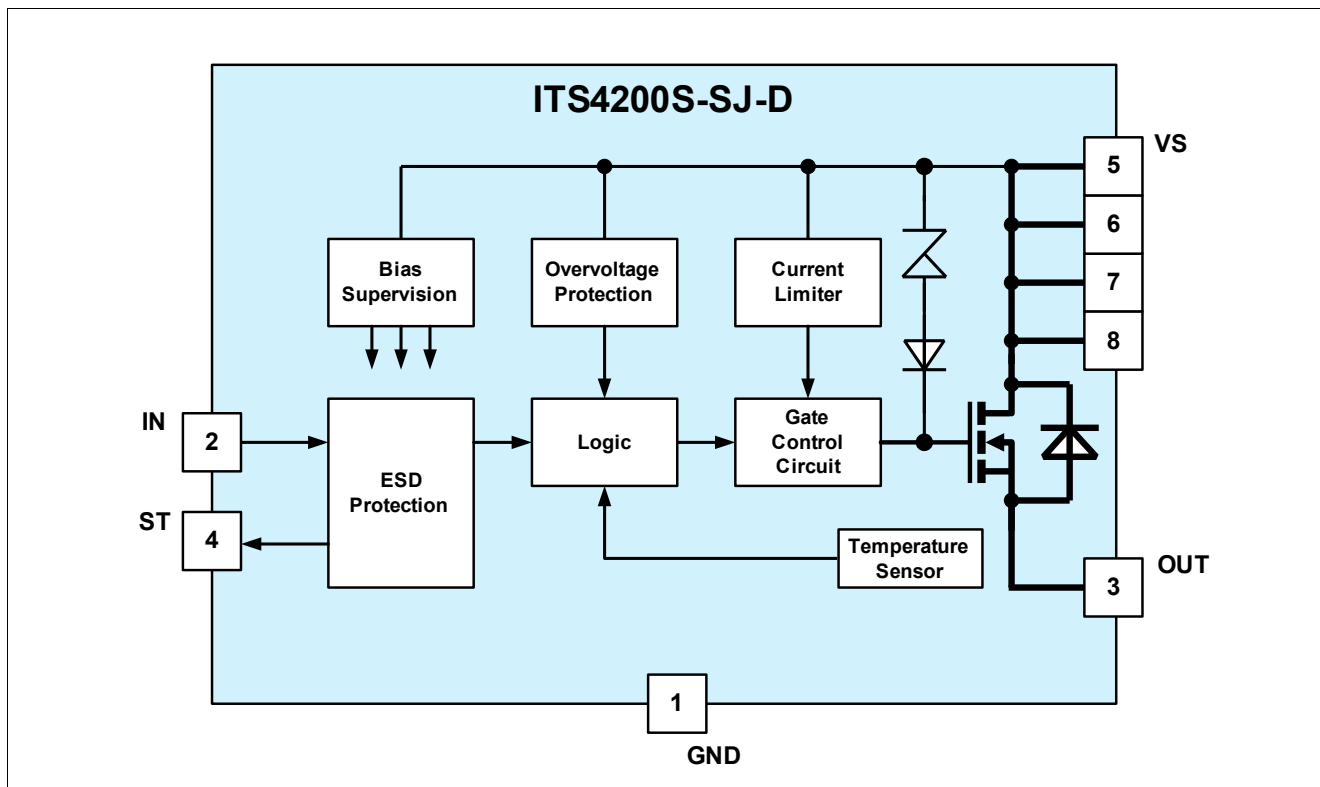 ITS4200S-SJ-D
VS
5
6
7
8
Bias
Supervision
Overvoltage
Protection
Current
Limiter
IN
2
ST
4
ESD
Protection
Logic
Gate
Control
Circuit
Temperature
Sensor
OUT
3
1
GND